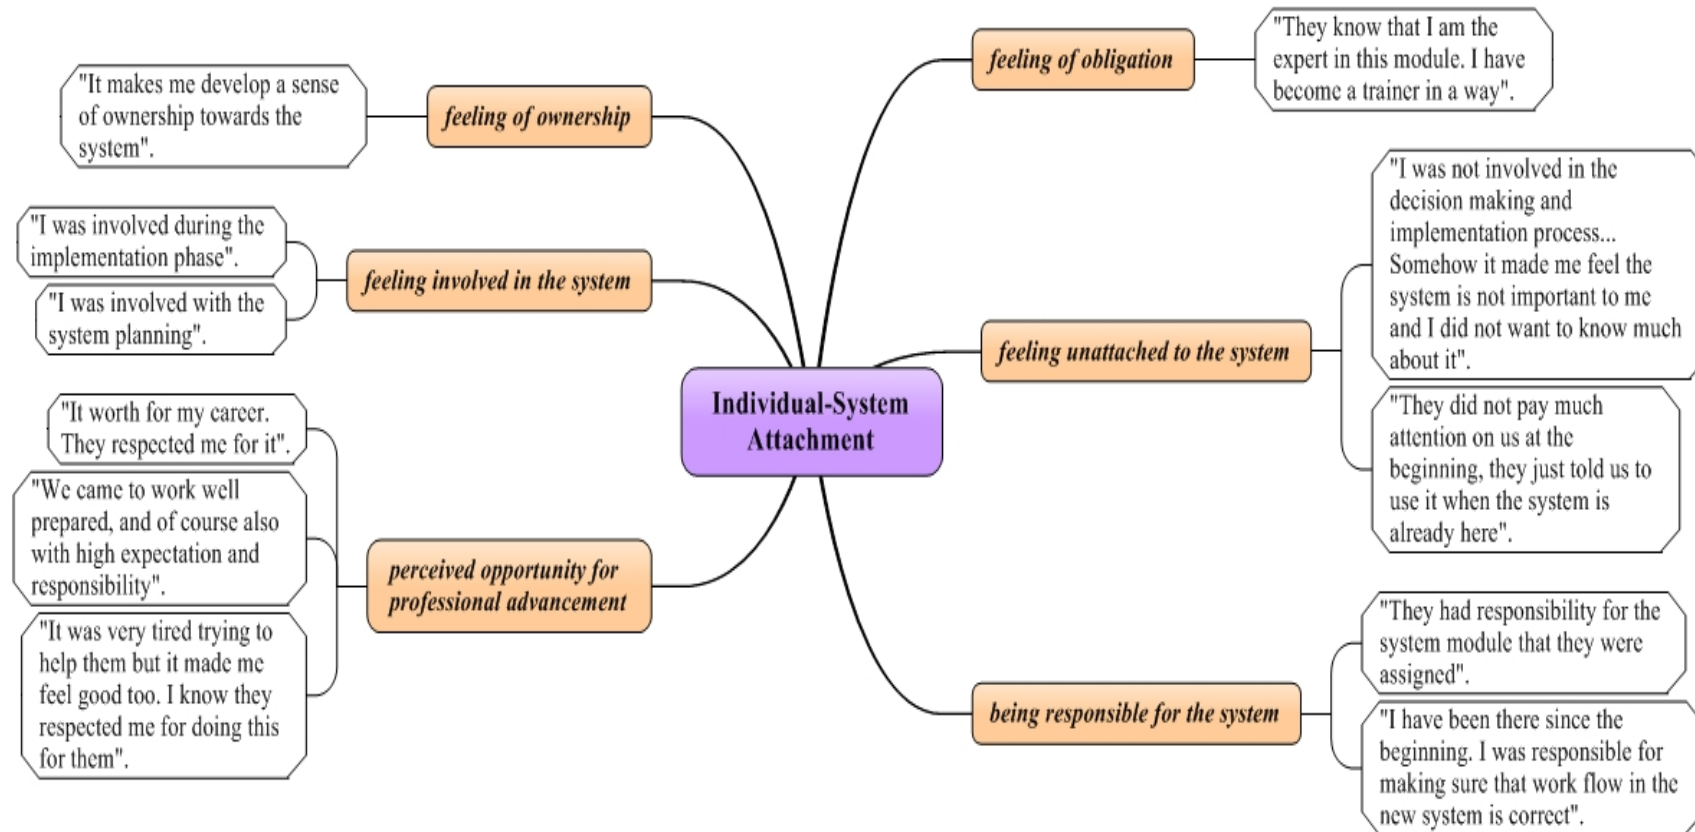 "It makes me develop a sense
of ownership towards the
system".
feeling of ownership
"I was involved during the
implementation phase".
"I was involved with the
system planning".
feeling involved in the system
"It worth for my career.
They respected me for it".
"We came to work well
prepared, and of course also
with high expectation and
responsibility".
"It was very tired trying to
help them but it made me
feel good too. I know they
respected me for doing this
for them".
perceived opportunity for
professional advancement
Individual-System
Attachment
feeling of obligation
"They know that I am the
expert in this module. I have
become a trainer in a way".
feeling unattached to the system
"I was not involved in the
decision making and
implementation process...
Somehow it made me feel the
system is not important to me
and I did not want to know much
about it".
"They did not pay much
attention on us at the
beginning, they just told us to
use it when the system is
already here".
being responsible for the system
"They had responsibility for the
system module that they were
assigned".
"I have been there since the
beginning. I was responsible for
making sure that work flow in the
new system is correct".